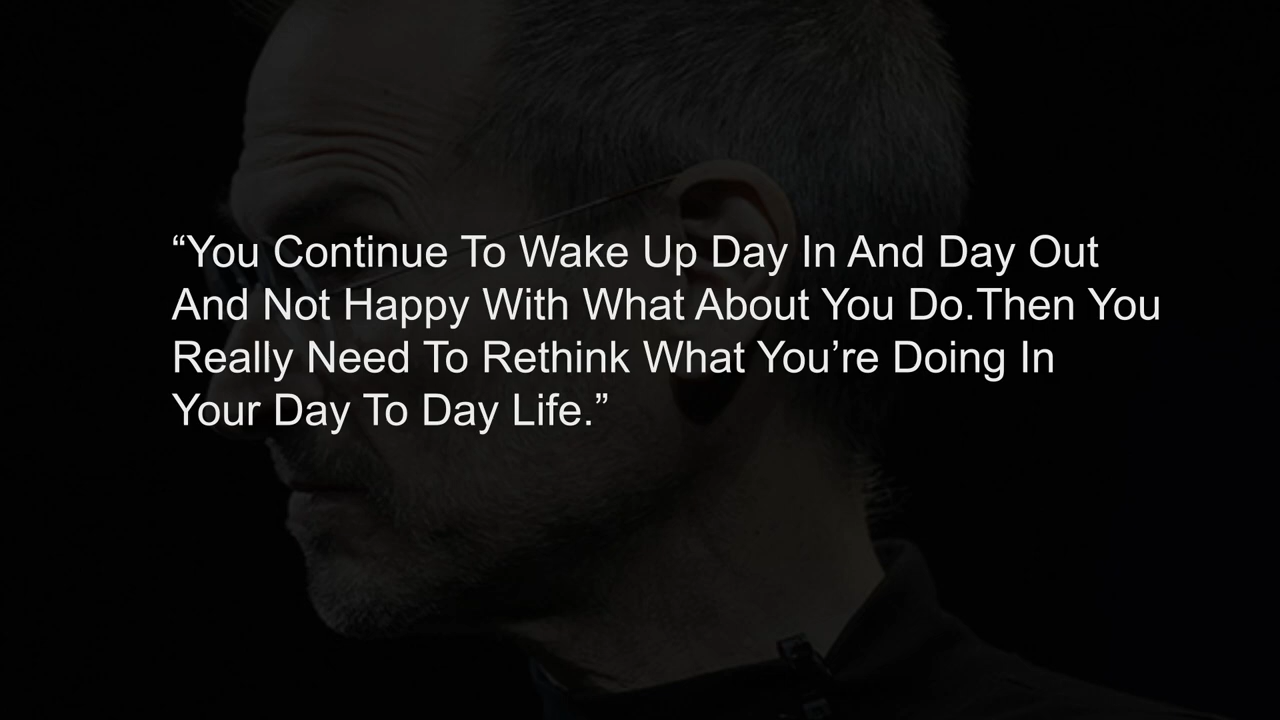 “You Continue To Wake Up Day In And Day Out
And Not Happy With What About You Do.Then You
Really Need To Rethink What You’re Doing In
Your Day To Day Life.”